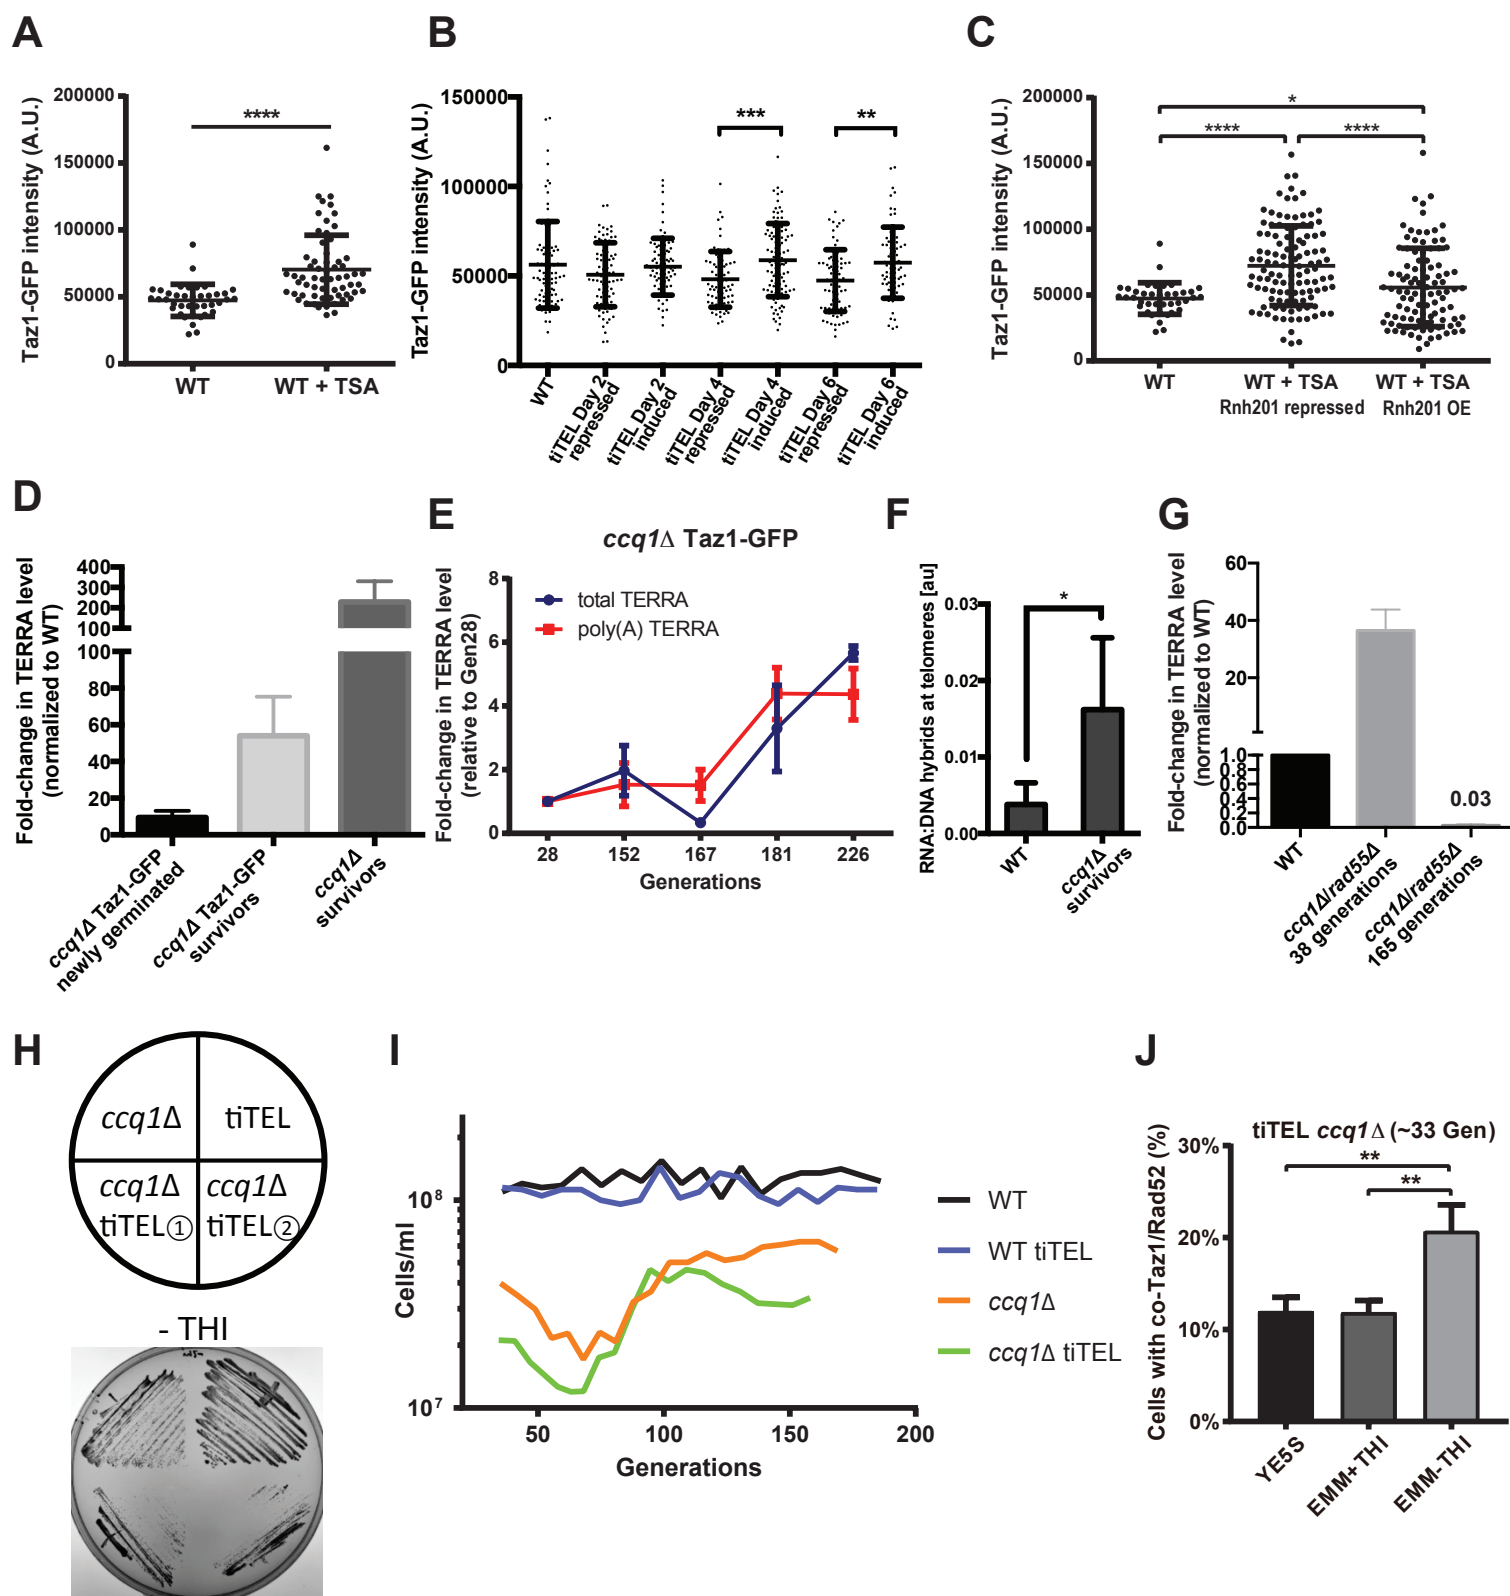 A
Taz1-GFP intensity (A.U.)
200000
150000
100000
50000
0
****
WT
WT + TSA
B
Taz1-GFP intensity (A.U.)
150000
100000
50000
0
***
**
WT
tiTEL Day 2
repressed
tiTEL Day 2
induced
tiTEL Day 4
repressed
tiTEL Day 4
induced
tiTEL Day 6
repressed
tiTEL Day 6
induced
C
Taz1-GFP intensity (A.U.)
200000
150000
100000
50000
0
*
****
****
WT
WT + TSA
Rnh201 repressed
WT + TSA
Rnh201 OE
D
Fold-change in TERRA level
(normalized to WT)
400
300
200
100
100
80
60
40
20
0
ccq1Δ Taz1-GFP
newly germinated
ccq1Δ Taz1-GFP
survivors
ccq1Δ
survivors
E
ccq1Δ Taz1-GFP
Fold-change in TERRA level
(relative to Gen28)
8
6
4
2
0
total TERRA
poly(A) TERRA
28
152
167
181
226
Generations
F
RNA:DNA hybrids at telomeres [au]
0.03
0.02
0.01
0.00
*
WT
ccq1Δ
survivors
G
Fold-change in TERRA level
(normalized to WT)
60
40
20
1.0
0.8
0.6
0.4
0.2
0.0
0.03
WT
ccq1Δ/rad55Δ
38 generations
ccq1Δ/rad55Δ
165 generations
H
ccq1Δ
tiTEL
ccq1Δ
tiTEL①
ccq1Δ
tiTEL②
- THI
I
Cells/ml
10⁸
10⁷
50
100
150
200
Generations
WT
WT tiTEL
ccq1Δ
ccq1Δ tiTEL
J
tiTEL ccq1Δ (~33 Gen)
Cells with co-Taz1/Rad52 (%)
30%
20%
10%
0%
**
**
YE5S
EMM+THI
EMM-THI